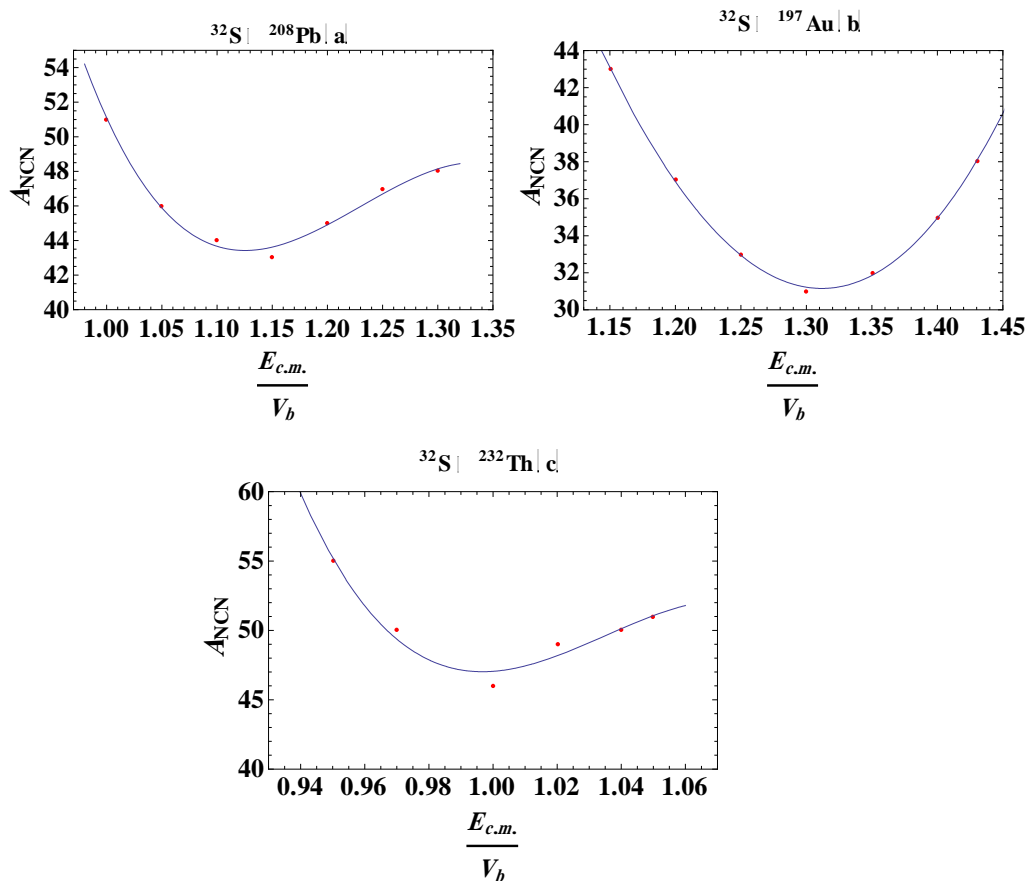 32S 208Pb a
54
52
50
48
46
44
42
40
A_NCN
1.00 1.05 1.10 1.15 1.20 1.25 1.30 1.35
E_c.m.
V_b
32S 197Au b
44
42
40
38
36
34
32
30
A_NCN
1.15 1.20 1.25 1.30 1.35 1.40 1.45
E_c.m.
V_b
32S 232Th c
60
55
50
45
40
A_NCN
0.94 0.96 0.98 1.00 1.02 1.04 1.06
E_c.m.
V_b